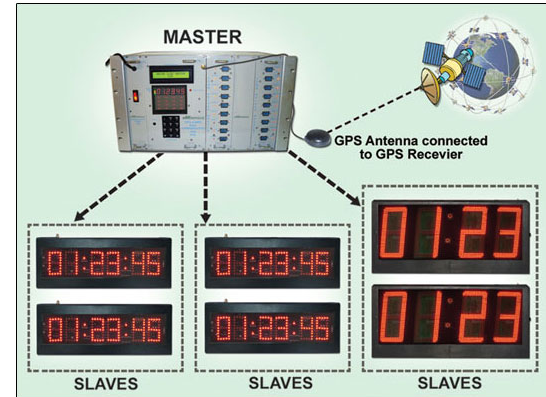 MASTER
GPS Antenna connected
to GPS Recevier
01:23:45
01:23:45
01:23
01:23:45
01:23:45
01:23
SLAVES
SLAVES
SLAVES